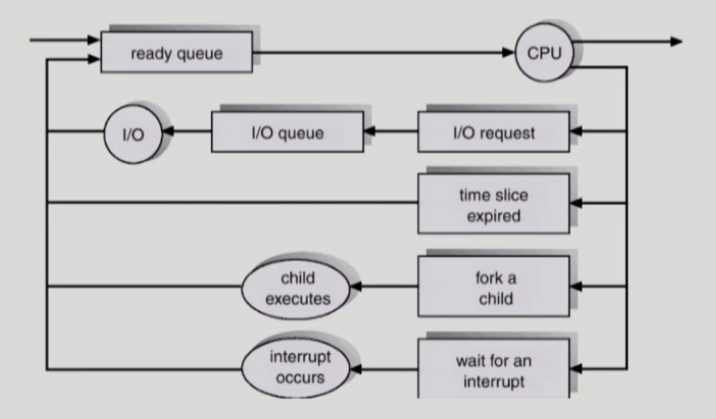 ready queue
CPU
I/O
I/O queue
I/O request
time slice
expired
child
executes
fork a
child
interrupt
occurs
wait for an
interrupt